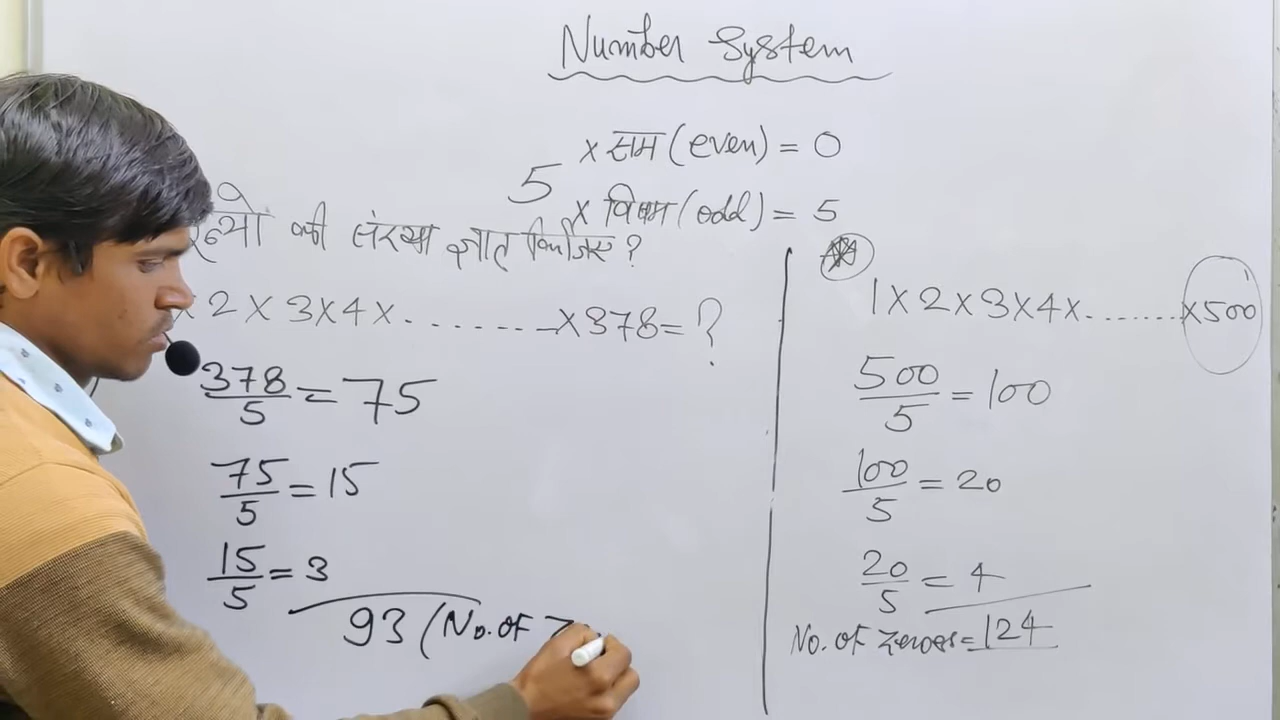 Number System
× सम (even) = 0
5
× विषम (odd) = 5
की संख्या ज्ञात किजिए ?
× 2 × 3 × 4 × . . . . . . . × 378 = ?
378/5 = 75
75/5 = 15
15/5 = 3
93 (No. of
1 × 2 × 3 × 4 × . . . . . . . × 500
500/5 = 100
100/5 = 20
20/5 = 4
No. of zeroes = 124